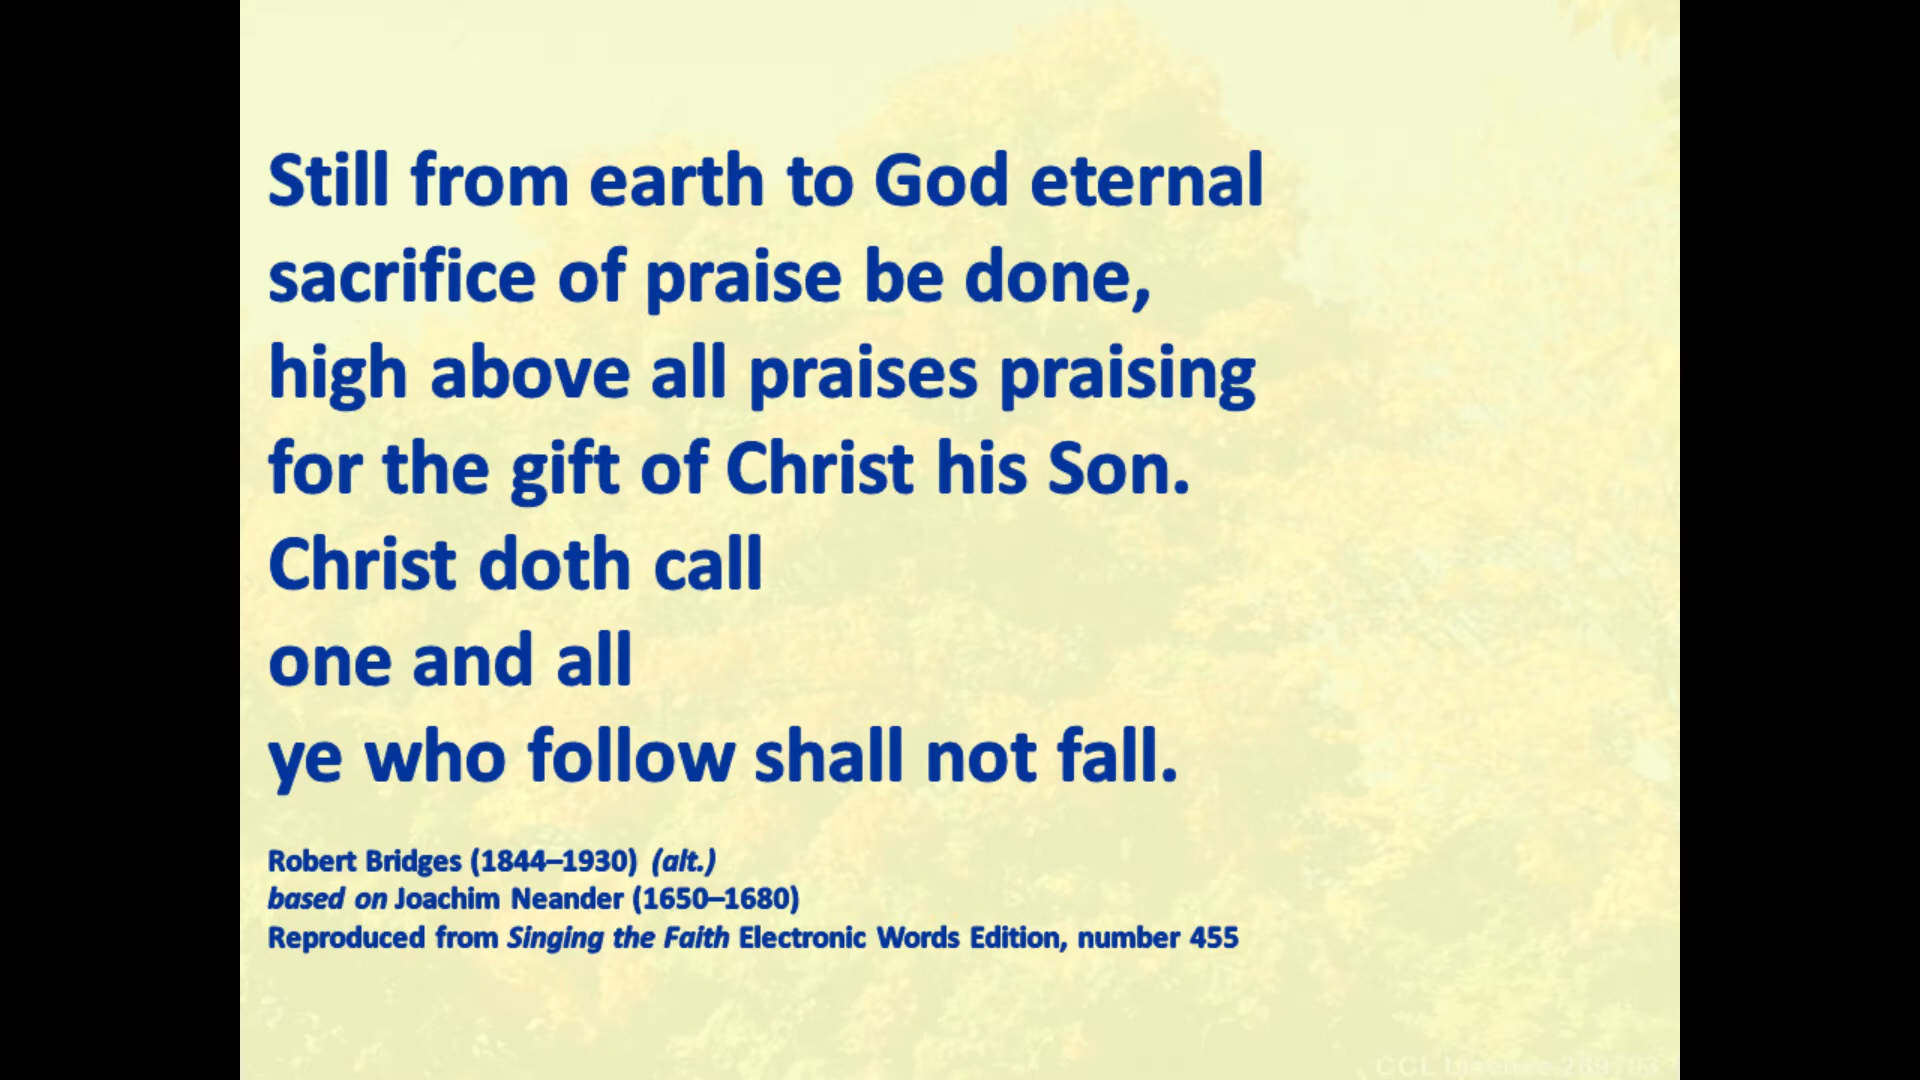 Still from earth to God eternal
sacrifice of praise be done,
high above all praises praising
for the gift of Christ his Son.
Christ doth call
one and all
ye who follow shall not fall.
Robert Bridges (1844–1930) (alt.)
based on Joachim Neander (1650–1680)
Reproduced from Singing the Faith Electronic Words Edition, number 455
CCL Licence